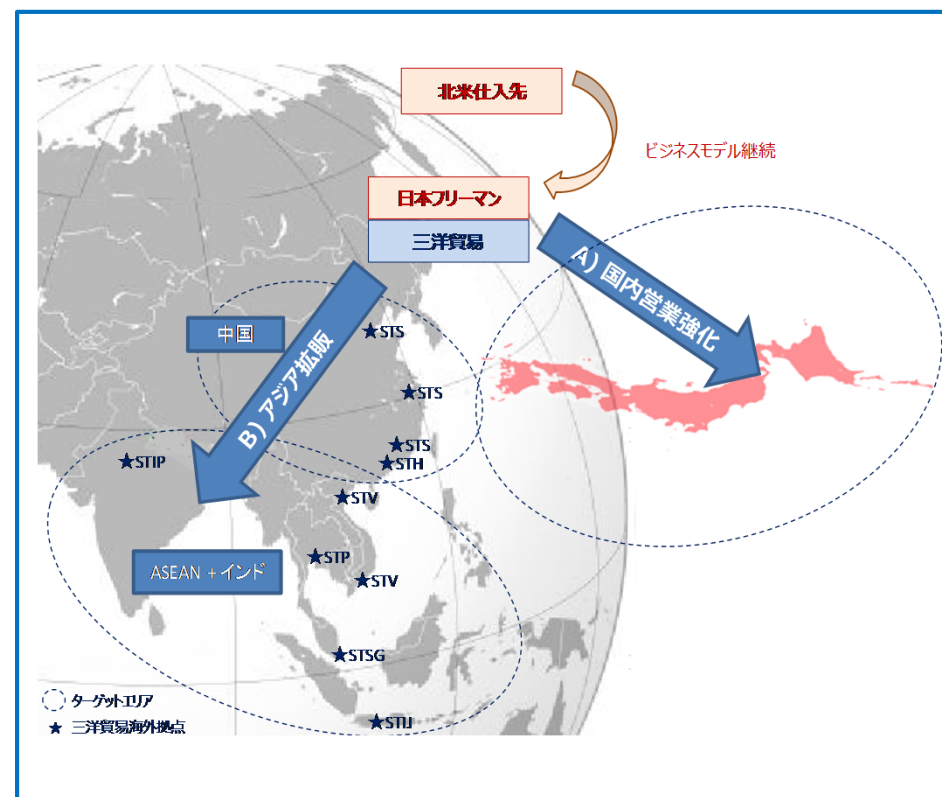 北米仕入先
ビジネスモデル継続
日本フリーマン
三洋貿易
A）国内営業強化
中国
B）アジア拡販
★STS
★STS
★STS
★STH
★STIP
★STV
ASEAN + インド
★STP
★STV
★STSG
★STIJ
ターゲットエリア
★ 三洋貿易海外拠点